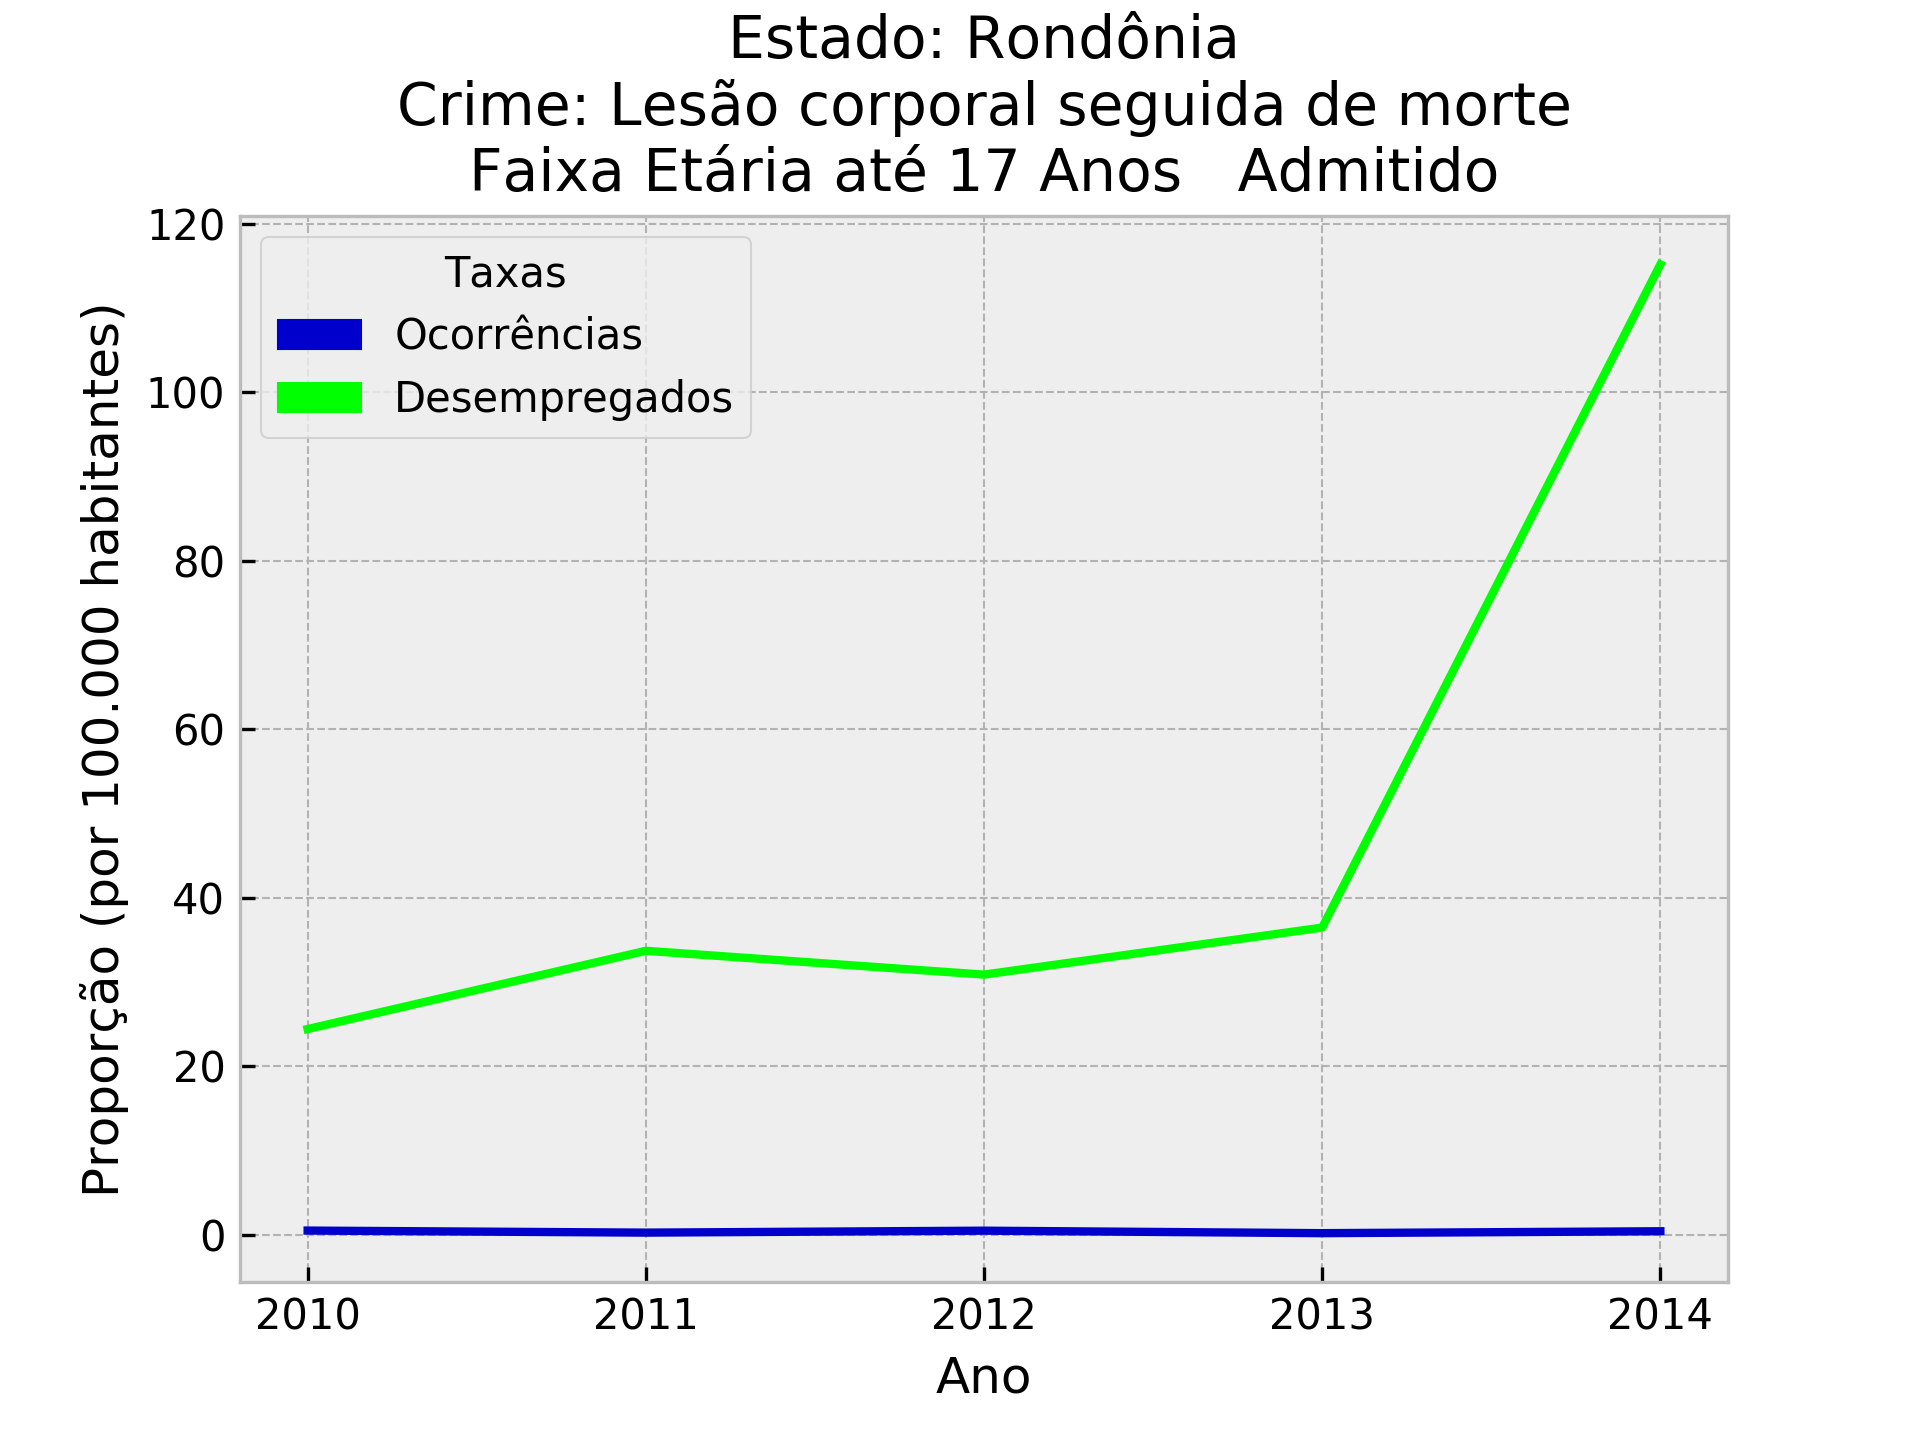 Estado: Rondônia
Crime: Lesão corporal seguida de morte
Faixa Etária até 17 Anos   Admitido
Taxas
Ocorrências
Desempregados
Proporção (por 100.000 habitantes)
120
100
80
60
40
20
0
2010 2011 2012 2013 2014
Ano